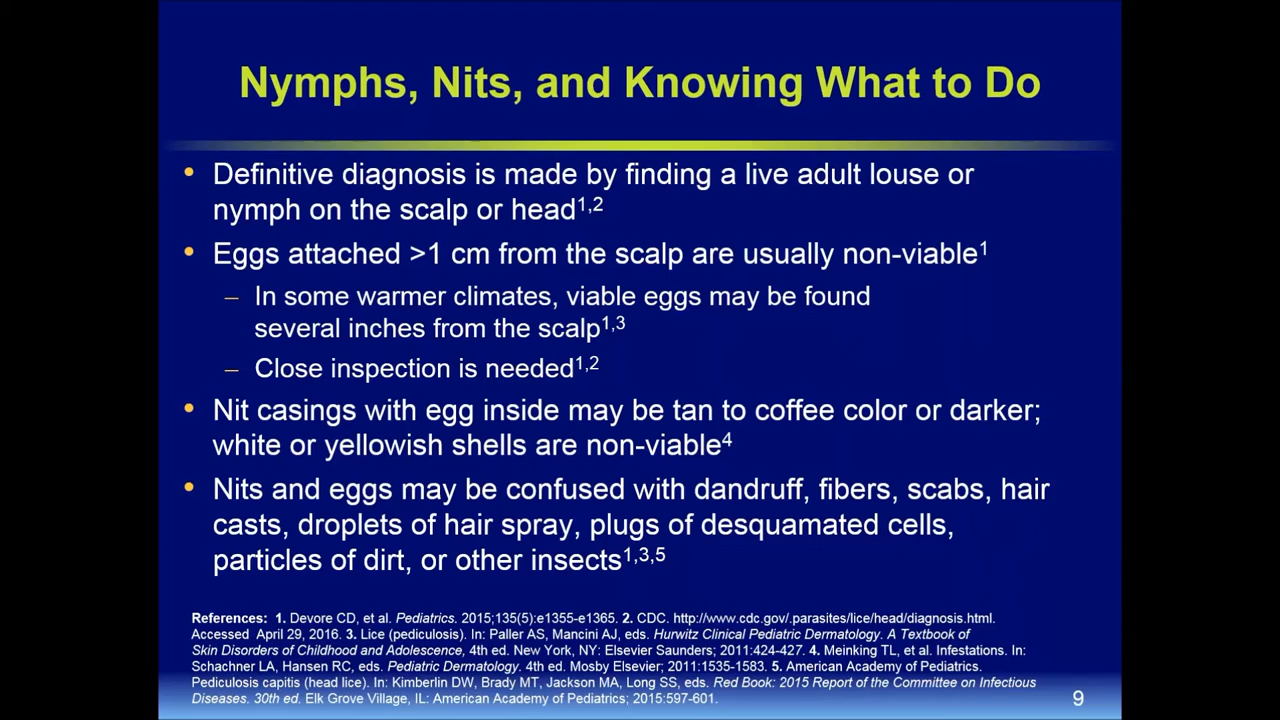 Nymphs, Nits, and Knowing What to Do
• Definitive diagnosis is made by finding a live adult louse or
nymph on the scalp or head1,2
• Eggs attached >1 cm from the scalp are usually non-viable1
– In some warmer climates, viable eggs may be found
several inches from the scalp1,3
– Close inspection is needed1,2
• Nit casings with egg inside may be tan to coffee color or darker;
white or yellowish shells are non-viable4
• Nits and eggs may be confused with dandruff, fibers, scabs, hair
casts, droplets of hair spray, plugs of desquamated cells,
particles of dirt, or other insects1,3,5
References: 1. Devore CD, et al. Pediatrics. 2015;135(5):e1355-e1365. 2. CDC. http://www.cdc.gov/.parasites/lice/head/diagnosis.html.
Accessed April 29, 2016. 3. Lice (pediculosis). In: Paller AS, Mancini AJ, eds. Hurwitz Clinical Pediatric Dermatology. A Textbook of
Skin Disorders of Childhood and Adolescence, 4th ed. New York, NY: Elsevier Saunders; 2011:424-427. 4. Meinking TL, et al. Infestations. In:
Schachner LA, Hansen RC, eds. Pediatric Dermatology. 4th ed. Mosby Elsevier; 2011:1535-1583. 5. American Academy of Pediatrics.
Pediculosis capitis (head lice). In: Kimberlin DW, Brady MT, Jackson MA, Long SS, eds. Red Book: 2015 Report of the Committee on Infectious
Diseases. 30th ed. Elk Grove Village, IL: American Academy of Pediatrics; 2015:597-601.
9